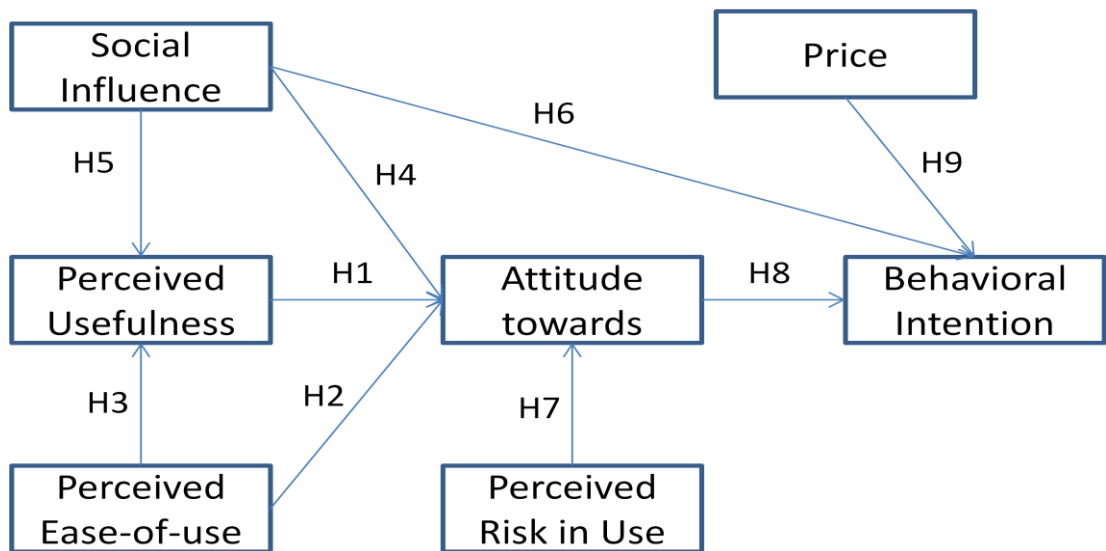 Social
Influence
Price
H6
H5
H4
H9
Perceived
Usefulness
H1
Attitude
towards
H8
Behavioral
Intention
H3
H2
H7
Perceived
Ease-of-use
Perceived
Risk in Use